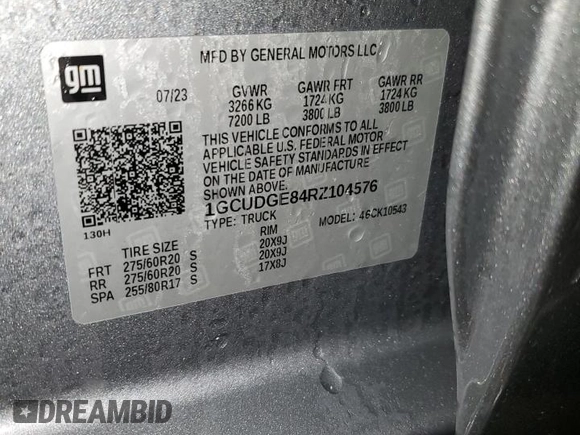 gm
MFD BY GENERAL MOTORS LLC
07/23 GVWR GAWR FRT GAWR RR
3266 KG 1724 KG 1724 KG
7200 LB 3800 LB 3800 LB
THIS VEHICLE CONFORMS TO ALL
APPLICABLE U.S. FEDERAL MOTOR
VEHICLE SAFETY STANDARDS IN EFFECT
ON THE DATE OF MANUFACTURE
SHOWN ABOVE.
1GCUDGE84RZ104576
130H
TYPE: TRUCK MODEL: 46CK10543
TIRE SIZE RIM
FRT 275/60R20 S 20X9J
RR 275/60R20 S 20X9J
SPA 255/80R17 S 17X8J
DREAMBID